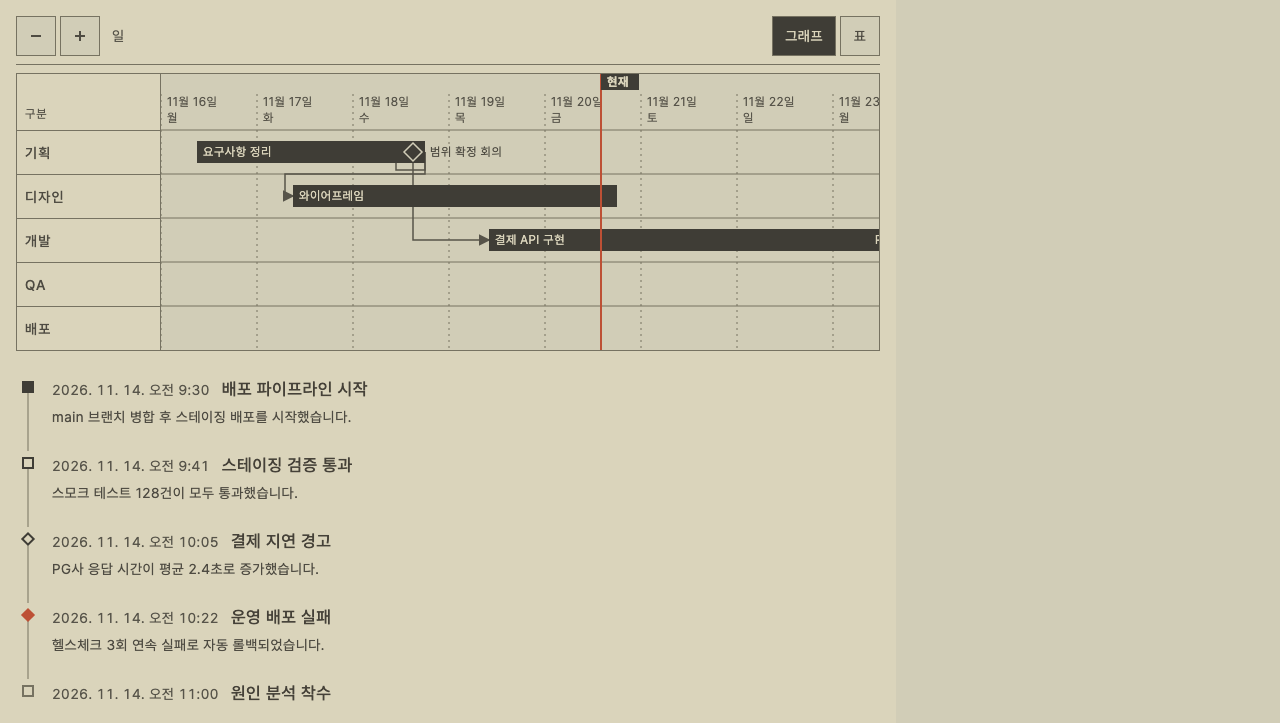 − + 일
그래프 표
현재
구분
11월 16일 11월 17일 11월 18일 11월 19일 11월 20일 11월 21일 11월 22일 11월 23
월 화 수 목 금 토 일 월
기획 요구사항 정리 범위 확정 회의
디자인 와이어프레임
개발 결제 API 구현
QA
배포
2026. 11. 14. 오전 9:30 배포 파이프라인 시작
main 브랜치 병합 후 스테이징 배포를 시작했습니다.
2026. 11. 14. 오전 9:41 스테이징 검증 통과
스모크 테스트 128건이 모두 통과했습니다.
2026. 11. 14. 오전 10:05 결제 지연 경고
PG사 응답 시간이 평균 2.4초로 증가했습니다.
2026. 11. 14. 오전 10:22 운영 배포 실패
헬스체크 3회 연속 실패로 자동 롤백되었습니다.
2026. 11. 14. 오전 11:00 원인 분석 착수